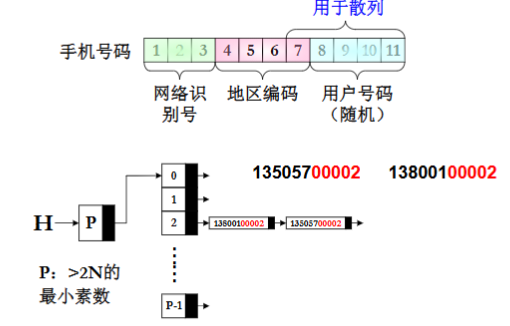 用于散列
手机号码 1 2 3 4 5 6 7 8 9 10 11
网络识别号 地区编码 用户号码（随机）
0 13505700002 13800100002
1
H P 2 13800100002 13505700002
P：>2N的
最小素数
P-1